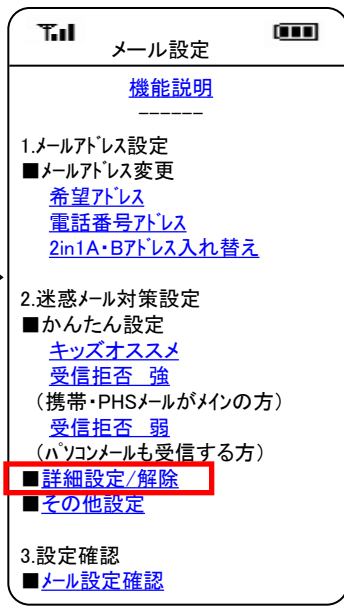 メール設定
機能説明
------
1.メールアドレス設定
■メールアドレス変更
希望アドレス
電話番号アドレス
2in1A・Bアドレス入れ替え
2.迷惑メール対策設定
■かんたん設定
キッズオススメ
受信拒否 強
(携帯・PHSメールがメインの方)
受信拒否 弱
(パソコンメールも受信する方)
■詳細設定/解除
■その他設定
3.設定確認
■メール設定確認